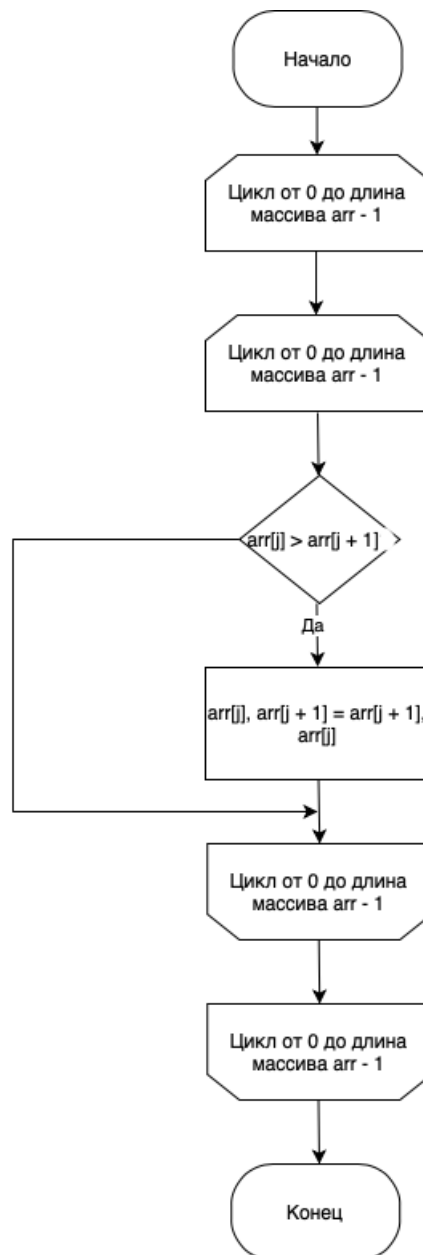 Начало
Цикл от 0 до длина
массива arr - 1
Цикл от 0 до длина
массива arr - 1
arr[j] > arr[j + 1]
Да
arr[j], arr[j + 1] = arr[j + 1],
arr[j]
Цикл от 0 до длина
массива arr - 1
Цикл от 0 до длина
массива arr - 1
Конец